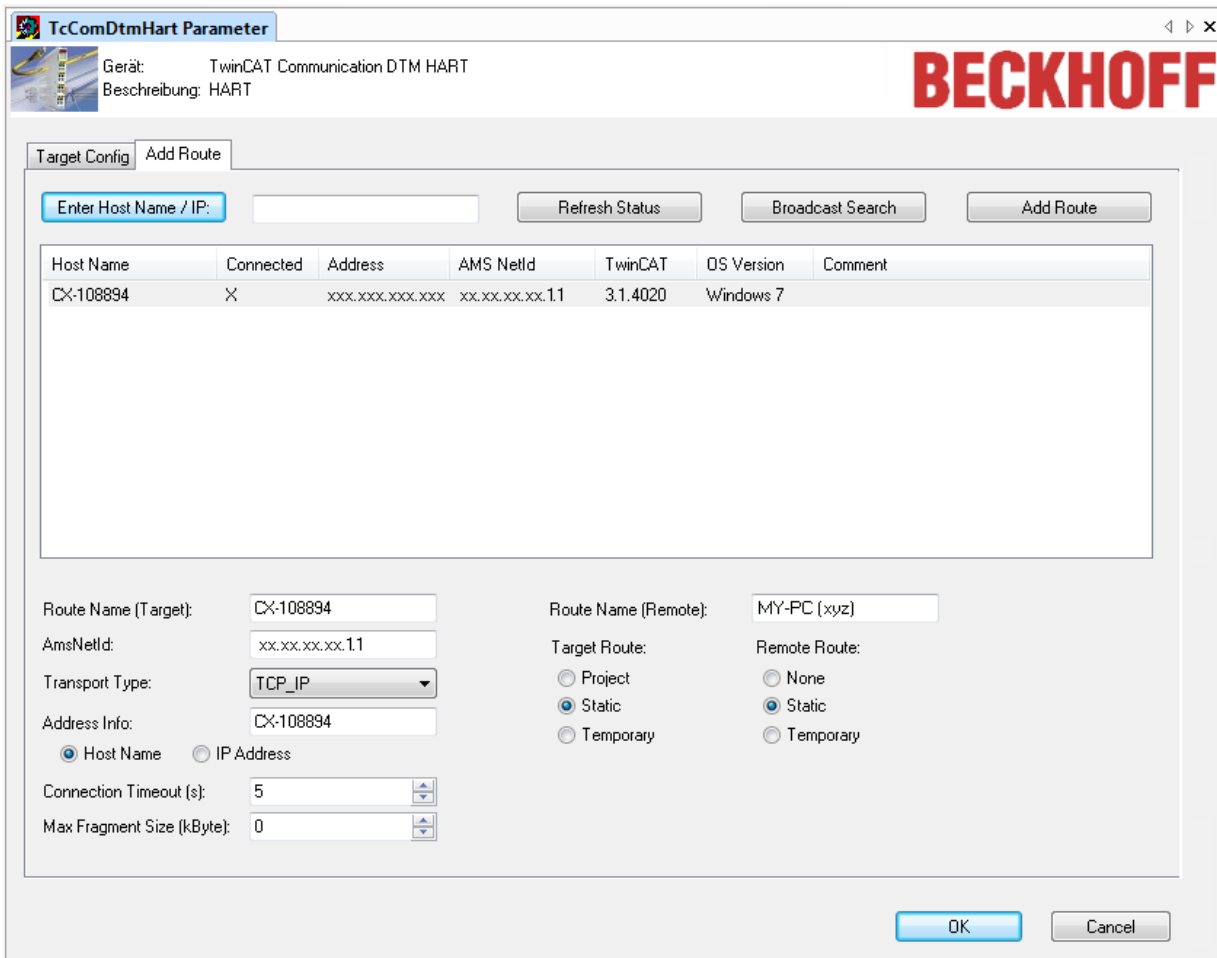 TcComDtmHart Parameter
Gerät: TwinCAT Communication DTM HART
Beschreibung: HART
BECKHOFF
Target Config Add Route
Enter Host Name / IP: Refresh Status Broadcast Search Add Route
Host Name Connected Address AMS NetId TwinCAT OS Version Comment
CX-108894 X xxx.xxx.xxx.xxx xx.xx.xx.xx.1.1 3.1.4020 Windows 7
Route Name (Target): CX-108894 Route Name (Remote): MY-PC (xyz)
AmsNetId: xx.xx.xx.xx.1.1 Target Route: Remote Route:
Transport Type: TCP_IP Project None
Address Info: CX-108894 Static Static
Host Name IP Address Temporary Temporary
Connection Timeout (s): 5
Max Fragment Size (kByte): 0
OK Cancel